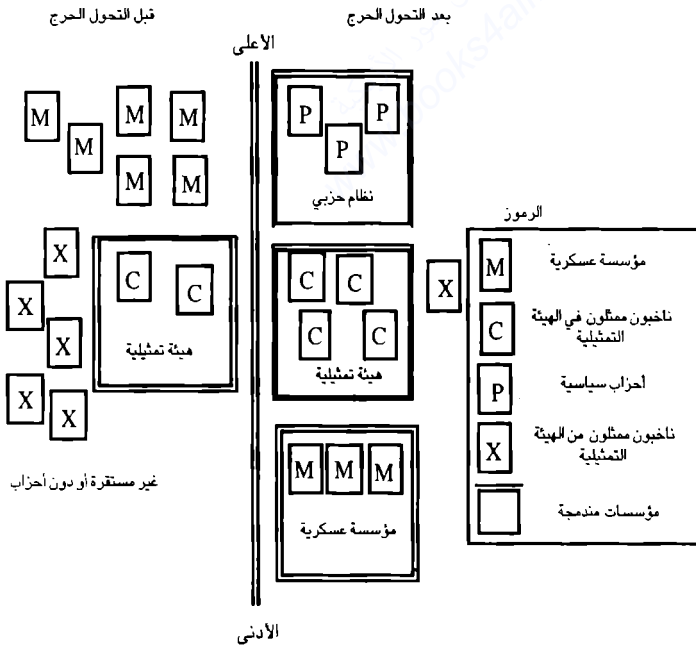 قبل التحول الحرج
بعد التحول الحرج
الأعلى
M
M
M
M
M
M
P
P
P
نظام حزبي
الرموز
M
مؤسسة عسكرية
C
ناخبون ممثلون في الهيئة
التمثيلية
P
أحزاب سياسية
X
ناخبون ممثلون من الهيئة
التمثيلية
مؤسسات مندمجة
X
X
X
X
X
C
C
هيئة تمثيلية
C
C
C
C
هيئة تمثيلية
X
غير مستقرة أو دون أحزاب
M
M
M
مؤسسة عسكرية
الأدنى